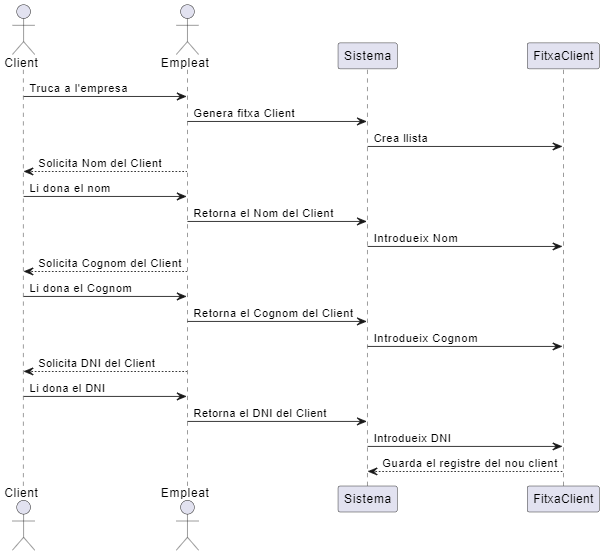 Client
Empleat
Sistema
FitxaClient
Truca a l'empresa
Genera fitxa Client
Crea llista
Solicita Nom del Client
Li dona el nom
Retorna el Nom del Client
Introdueix Nom
Solicita Cognom del Client
Li dona el Cognom
Retorna el Cognom del Client
Introdueix Cognom
Solicita DNI del Client
Li dona el DNI
Retorna el DNI del Client
Introdueix DNI
Guarda el registre del nou client
Client
Empleat
Sistema
FitxaClient